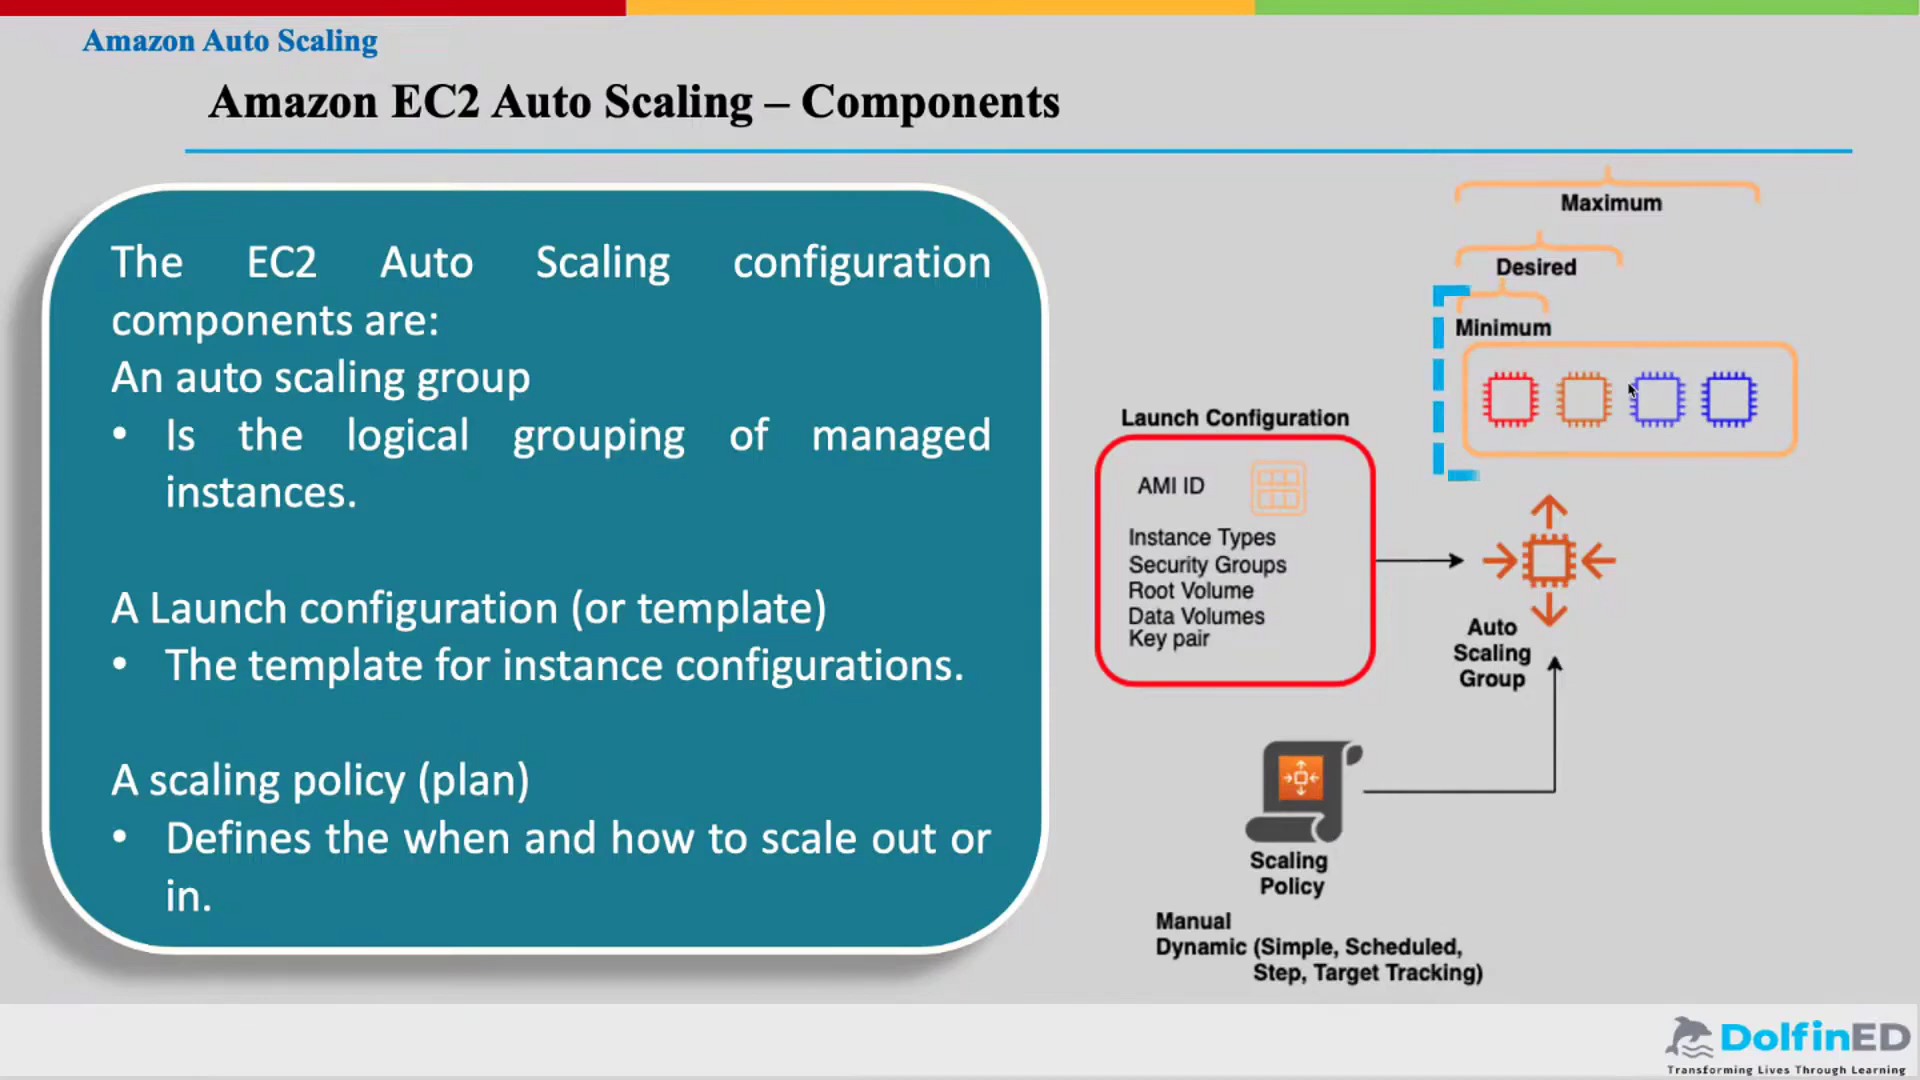 Amazon Auto Scaling
Amazon EC2 Auto Scaling – Components
The EC2 Auto Scaling configuration
components are:
An auto scaling group
• Is the logical grouping of managed
instances.
A Launch configuration (or template)
• The template for instance configurations.
A scaling policy (plan)
• Defines the when and how to scale out or
in.
Maximum
Desired
Minimum
Launch Configuration
AMI ID
Instance Types
Security Groups
Root Volume
Data Volumes
Key pair
Auto
Scaling
Group
Scaling
Policy
Manual
Dynamic (Simple, Scheduled,
Step, Target Tracking)
DolfinED
Transforming Lives Through Learning